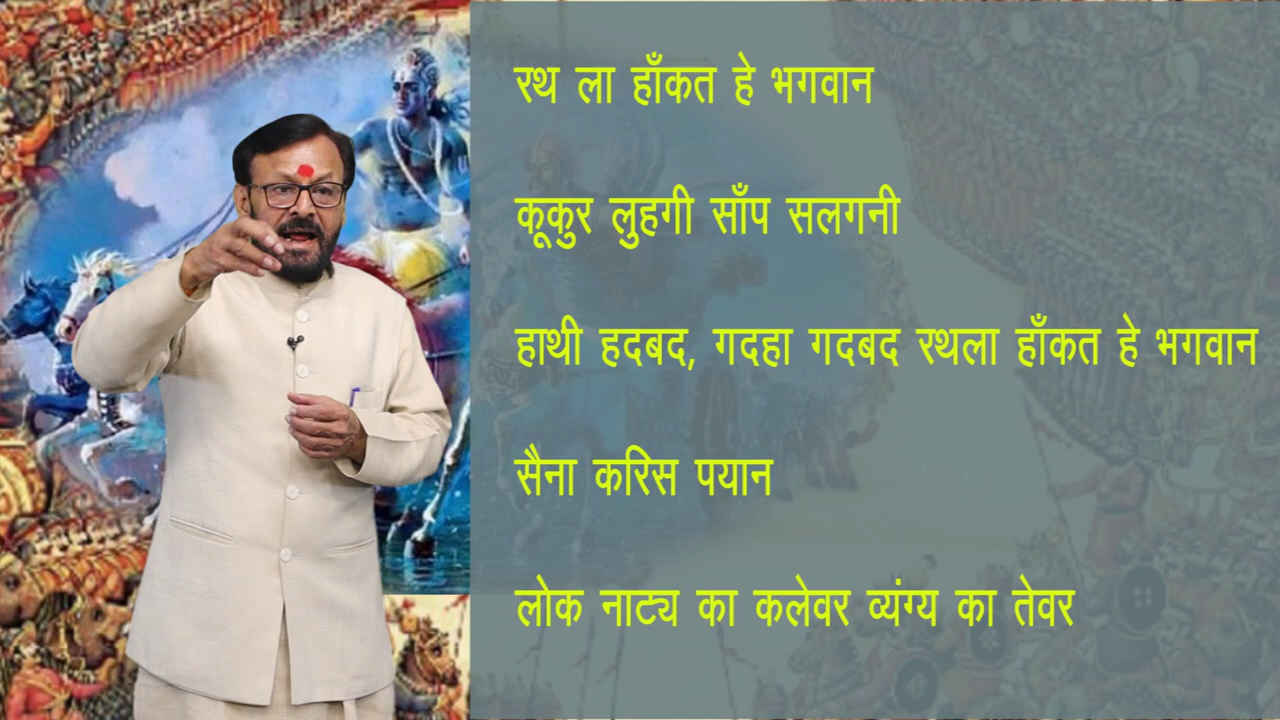 रथ ला हाँकत हे भगवान
कूकुर लुहगी साँप सलगनी
हाथी हदबद, गदहा गदबद रथला हाँकत हे भगवान
सैना करिस पयान
लोक नाट्य का कलेवर व्यंग्य का तेवर